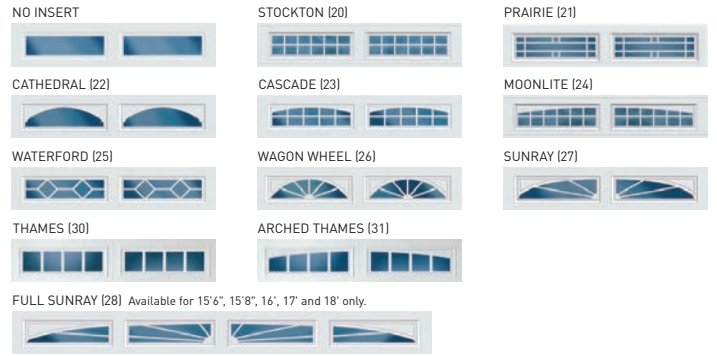 NO INSERT
STOCKTON (20)
PRAIRIE (21)
CATHEDRAL (22)
CASCADE (23)
MOONLITE (24)
WATERFORD (25)
WAGON WHEEL (26)
SUNRAY (27)
THAMES (30)
ARCHED THAMES (31)
FULL SUNRAY (28) Available for 15'6", 15'8", 16', 17' and 18' only.